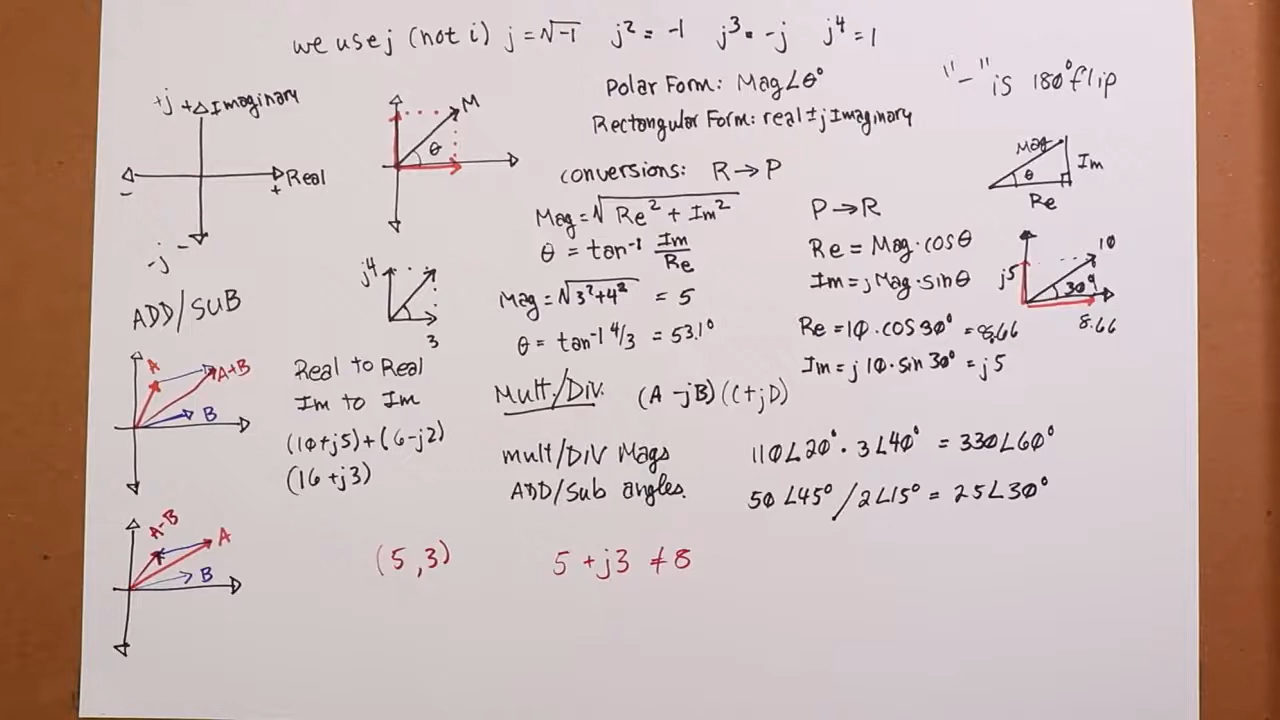 we use j (not i) j = √-1 j² = -1 j³ = -j j⁴ = 1
Polar Form: Mag∠θ°
"-" is 180° flip
Rectangular Form: real ± j Imaginary
+j + Imaginary
- Real +
-j -
M
θ
conversions: R→P
Mag = √Re² + Im²
θ = tan⁻¹ Im/Re
P→R
Re = Mag·cosθ
Im = j Mag·sinθ
Mag Im
θ
Re
j4
3
Mag = √3²+4² = 5
θ = tan⁻¹ 4/3 = 53.1°
10
j5 30°
8.66
Re = 10·cos30° = 8.66
Im = j 10·sin 30° = j5
ADD/SUB
A A+B
B
Real to Real
Im to Im
(10+j5)+(6-j2)
(16+j3)
Mult/Div. (A-jB)(C+jD)
mult/Div Mags
ADD/Sub angles.
110∠20° · 3∠40° = 330∠60°
50∠45° / 2∠15° = 25∠30°
A-B A
B
(5,3) 5+j3 ≠ 8